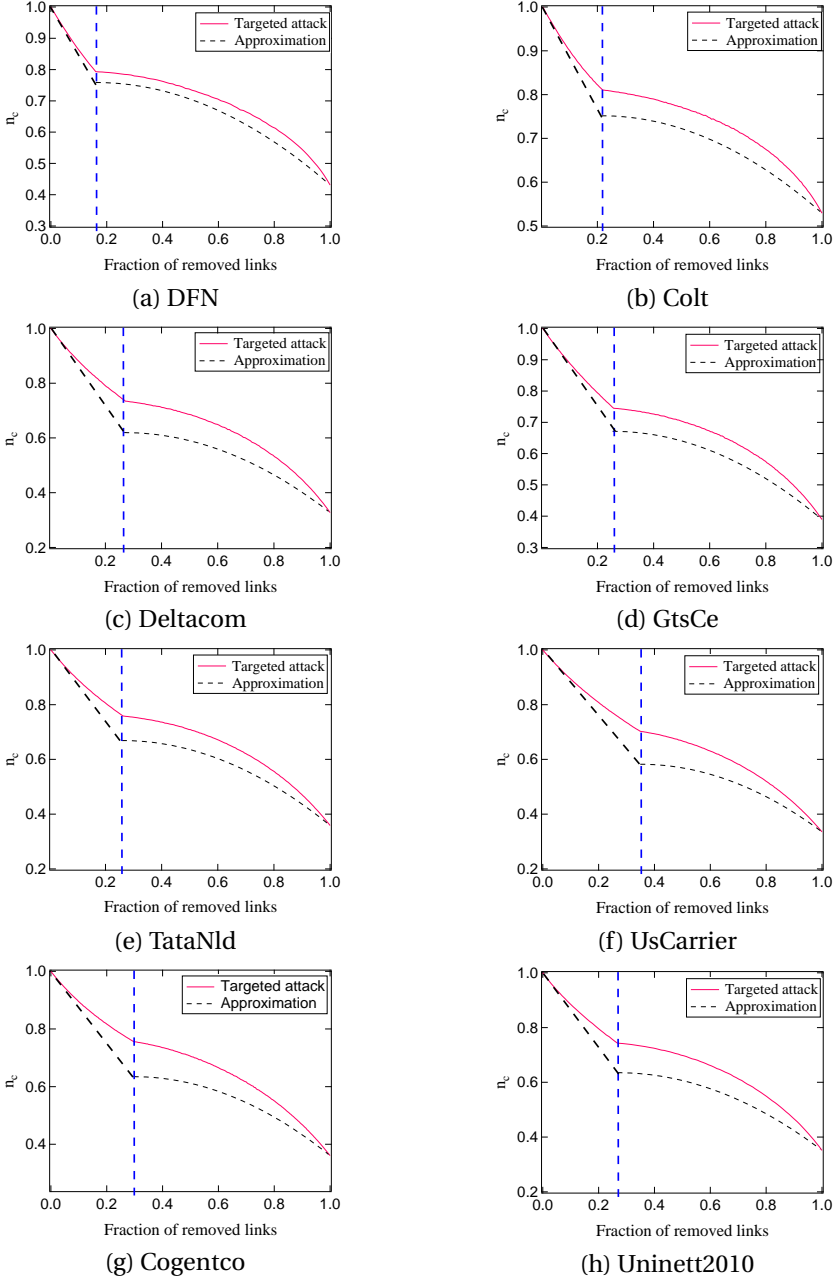 1.0
0.9
0.8
0.7
0.6
0.5
0.4
0.3
n_c
0.0 0.2 0.4 0.6 0.8 1.0
Fraction of removed links
Targeted attack
Approximation
(a) DFN
1.0
0.9
0.8
0.7
0.6
0.5
n_c
0.0 0.2 0.4 0.6 0.8 1.0
Fraction of removed links
Targeted attack
Approximation
(b) Colt
1.0
0.8
0.6
0.4
0.2
n_c
0.2 0.4 0.6 0.8 1.0
Fraction of removed links
Targeted attack
Approximation
(c) Deltacom
1.0
0.9
0.8
0.7
0.6
0.5
0.4
0.3
n_c
0.0 0.2 0.4 0.6 0.8 1.0
Fraction of removed links
Targeted attack
Approximation
(d) GtsCe
1.0
0.8
0.6
0.4
0.2
n_c
0.0 0.2 0.4 0.6 0.8 1.0
Fraction of removed links
Targeted attack
Approximation
(e) TataNld
1.0
0.8
0.6
0.4
0.2
n_c
0.0 0.2 0.4 0.6 0.8 1.0
Fraction of removed links
Targeted attack
Approximation
(f) UsCarrier
1.0
0.8
0.6
0.4
n_c
0.0 0.2 0.4 0.6 0.8 1.0
Fraction of removed links
Targeted attack
Approximation
(g) Cogentco
1.0
0.8
0.6
0.4
0.2
n_c
0.0 0.2 0.4 0.6 0.8 1.0
Fraction of removed links
Targeted attack
Approximation
(h) Uninett2010